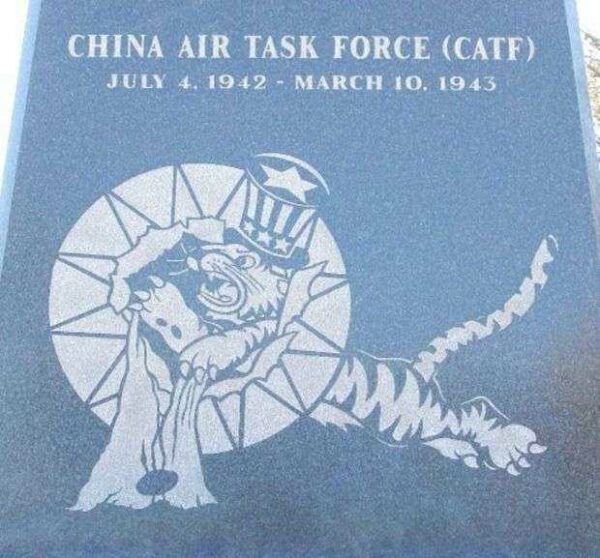 CHINA AIR TASK FORCE (CATF)
JULY 4, 1942 - MARCH 10, 1943